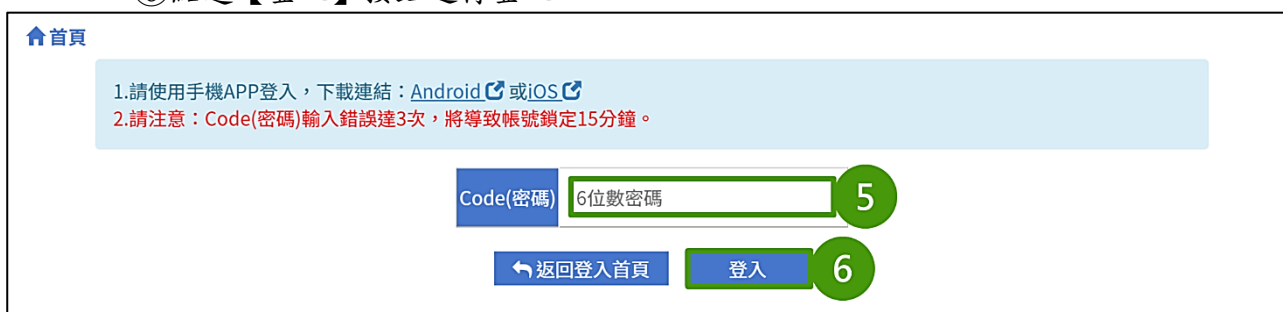 首頁
1.請使用手機APP登入，下載連結：Android 或iOS
2.請注意：Code(密碼)輸入錯誤達3次，將導致帳號鎖定15分鐘。
Code(密碼) 6位數密碼 5
返回登入首頁 登入 6